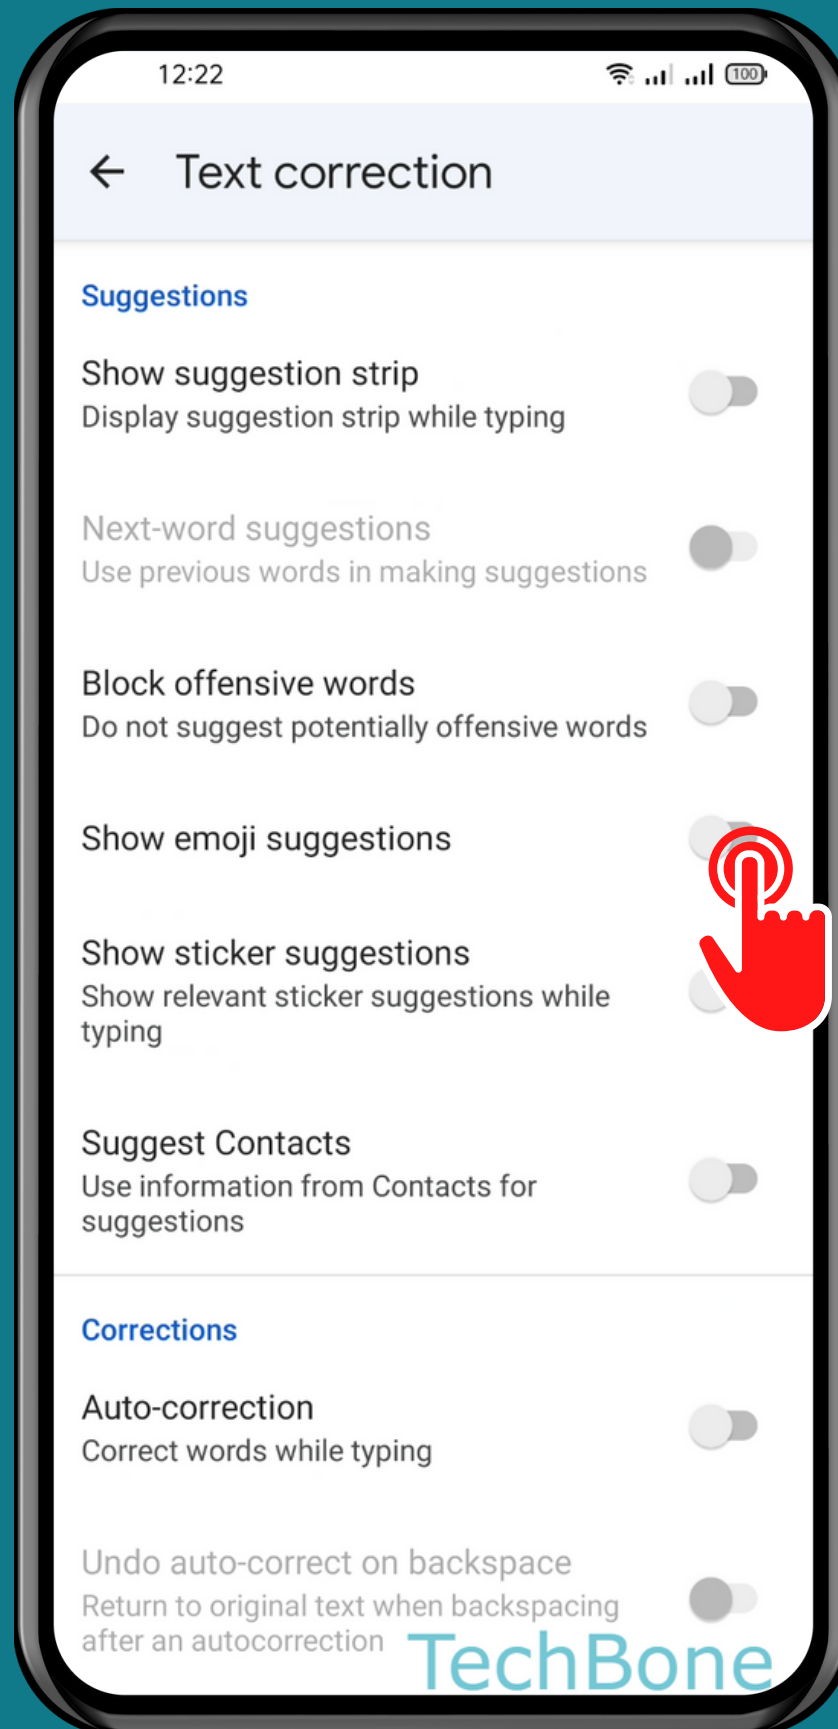 12:22
100
Text correction
Suggestions
Show suggestion strip
Display suggestion strip while typing
Next-word suggestions
Use previous words in making suggestions
Block offensive words
Do not suggest potentially offensive words
Show emoji suggestions
Show sticker suggestions
Show relevant sticker suggestions while
typing
Suggest Contacts
Use information from Contacts for
suggestions
Corrections
Auto-correction
Correct words while typing
Undo auto-correct on backspace
Return to original text when backspacing
after an autocorrection
TechBone